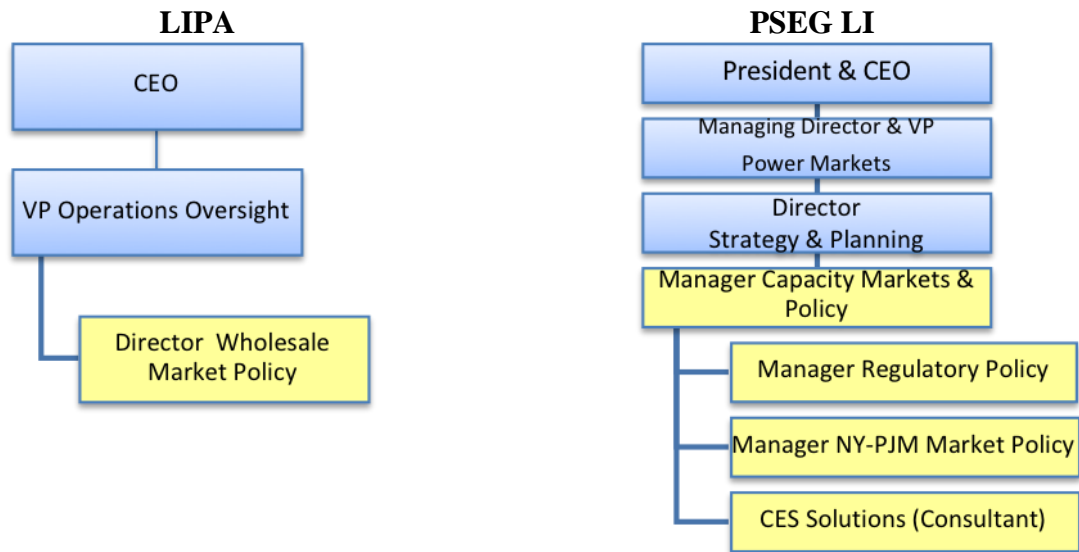 LIPA
CEO
VP Operations Oversight
Director Wholesale
Market Policy
PSEG LI
President & CEO
Managing Director & VP
Power Markets
Director
Strategy & Planning
Manager Capacity Markets &
Policy
Manager Regulatory Policy
Manager NY-PJM Market Policy
CES Solutions (Consultant)